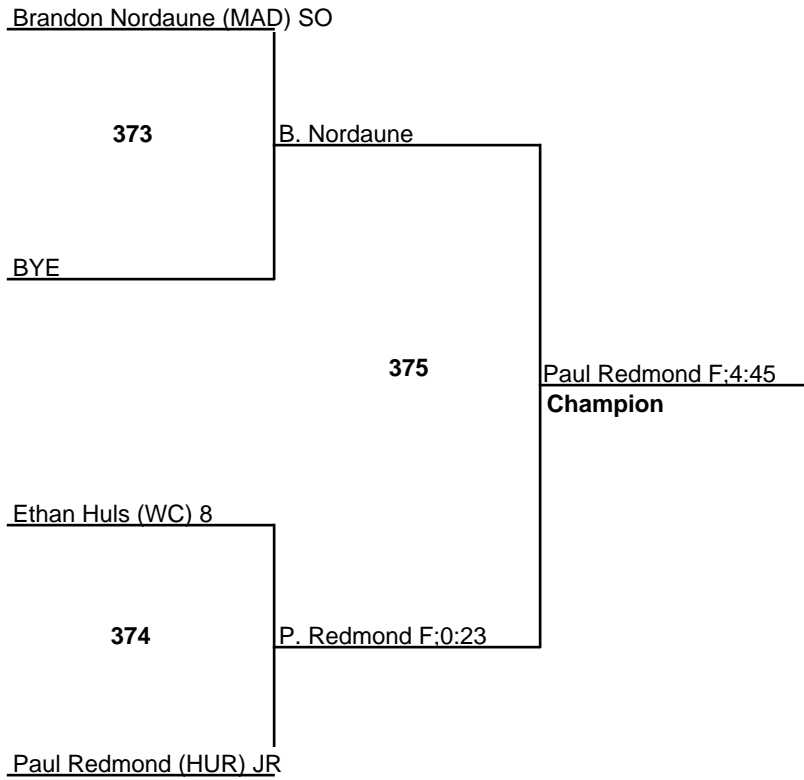 Brandon Nordaune (MAD) SO
373
B. Nordaune
BYE
375
Paul Redmond F;4:45
Champion
Ethan Huls (WC) 8
374
P. Redmond F;0:23
Paul Redmond (HUR) JR